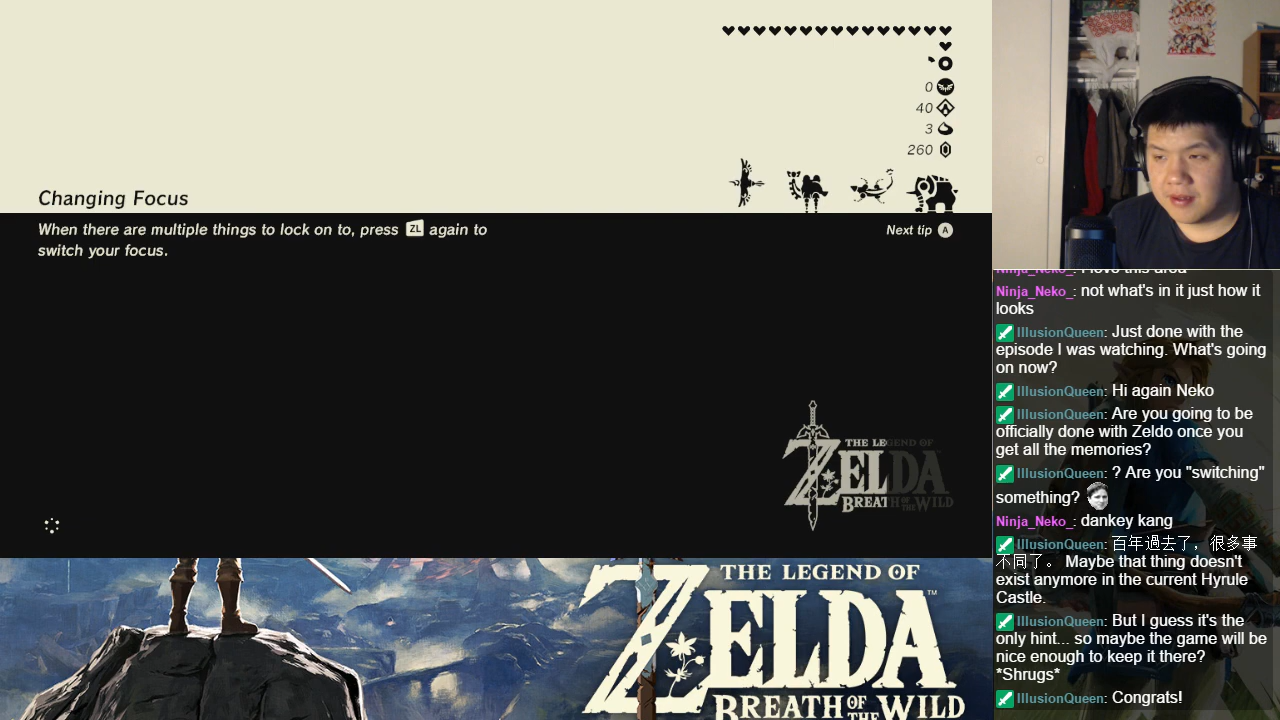 0
40
3
260
Changing Focus
When there are multiple things to lock on to, press ZL again to
switch your focus.
Next tip A
THE LEGEND OF
ZELDA
BREATH OF THE WILD
THE LEGEND OF
ZELDA™
BREATH OF THE WILD
Ninja_Neko_: I love this area
Ninja_Neko_: not what's in it just how it
looks
IllusionQueen: Just done with the
episode I was watching. What's going
on now?
IllusionQueen: Hi again Neko
IllusionQueen: Are you going to be
officially done with Zeldo once you
get all the memories?
IllusionQueen: ? Are you "switching"
something?
Ninja_Neko_: dankey kang
IllusionQueen: 百年過去了，很多事
不同了。 Maybe that thing doesn't
exist anymore in the current Hyrule
Castle.
IllusionQueen: But I guess it's the
only hint... so maybe the game will be
nice enough to keep it there?
*Shrugs*
IllusionQueen: Congrats!